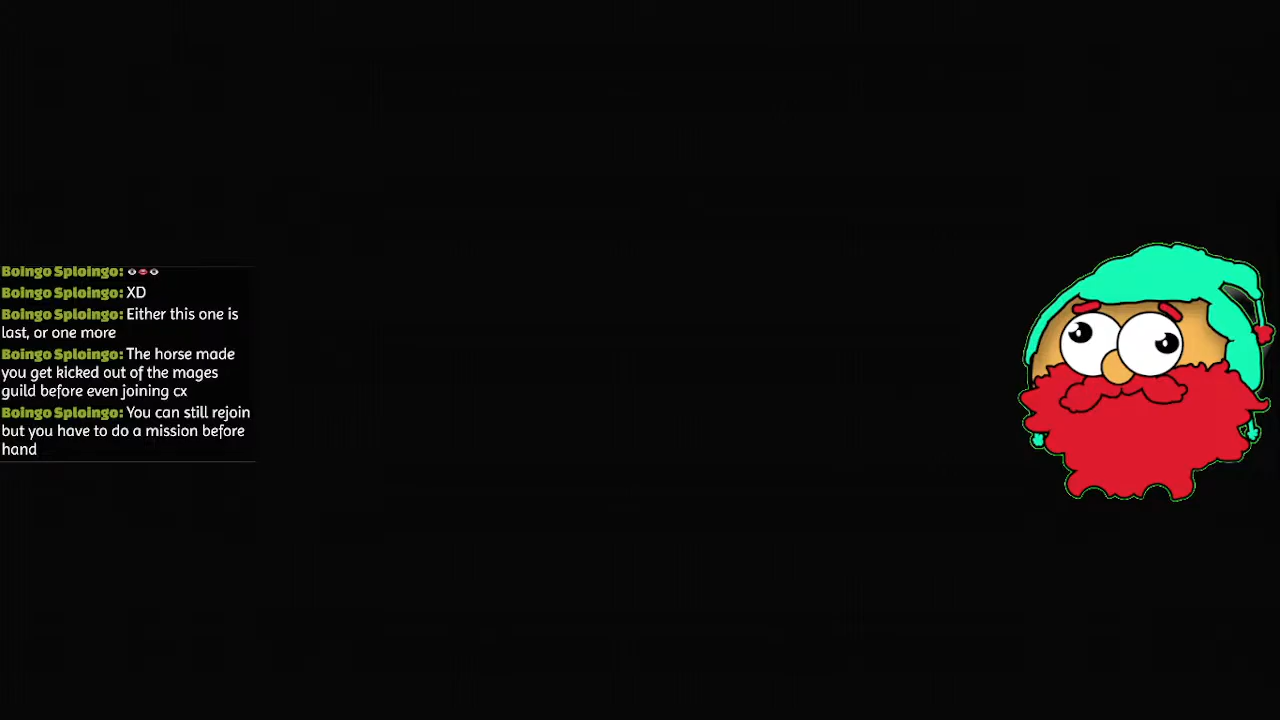 Boingo Sploingo: 👁👄👁
Boingo Sploingo: XD
Boingo Sploingo: Either this one is
last, or one more
Boingo Sploingo: The horse made
you get kicked out of the mages
guild before even joining cx
Boingo Sploingo: You can still rejoin
but you have to do a mission before
hand